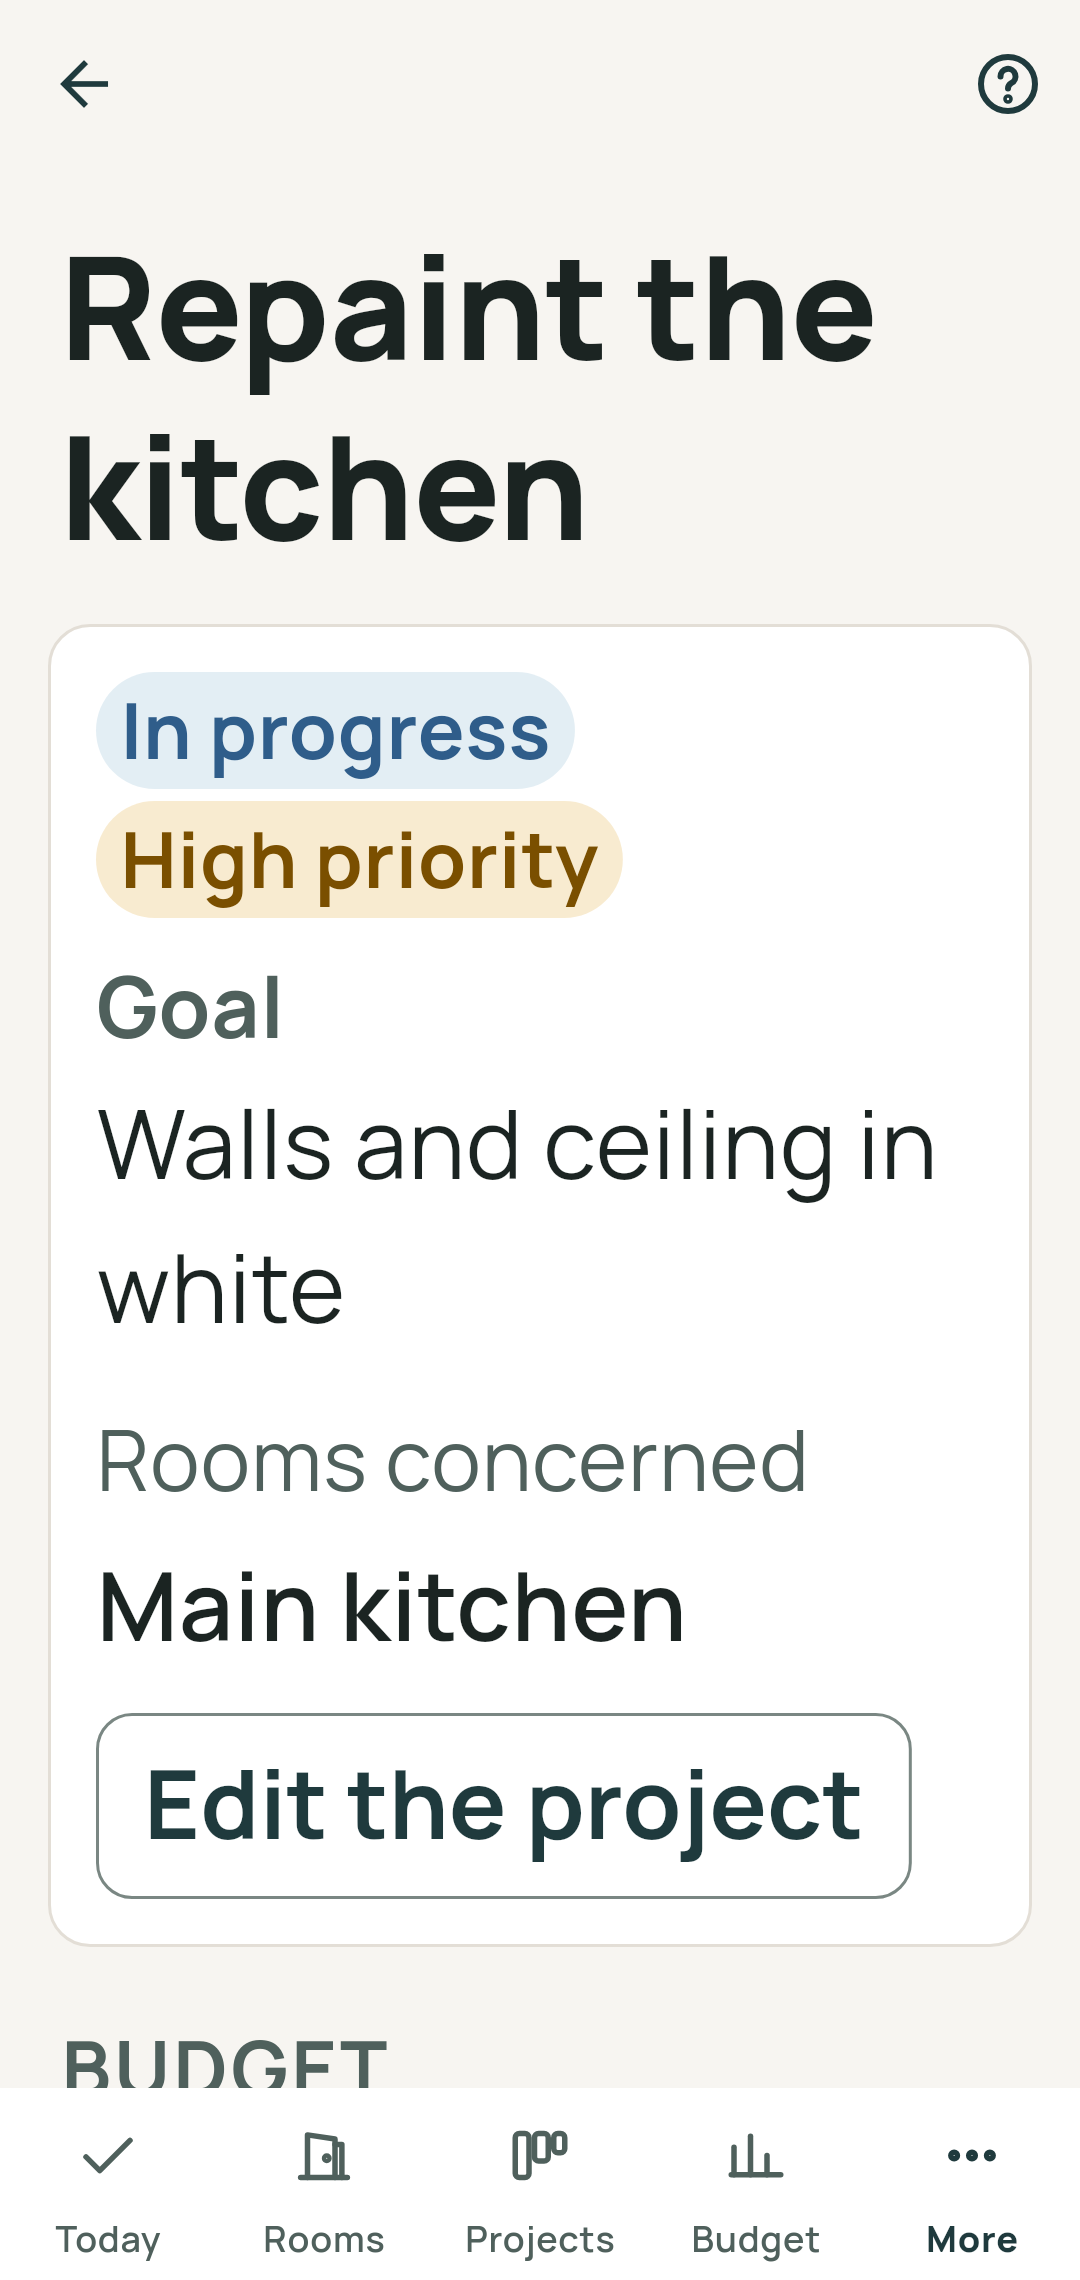 Repaint the
kitchen
In progress
High priority
Goal
Walls and ceiling in
white
Rooms concerned
Main kitchen
Edit the project
BUDGET
Today
Rooms
Projects
Budget
More